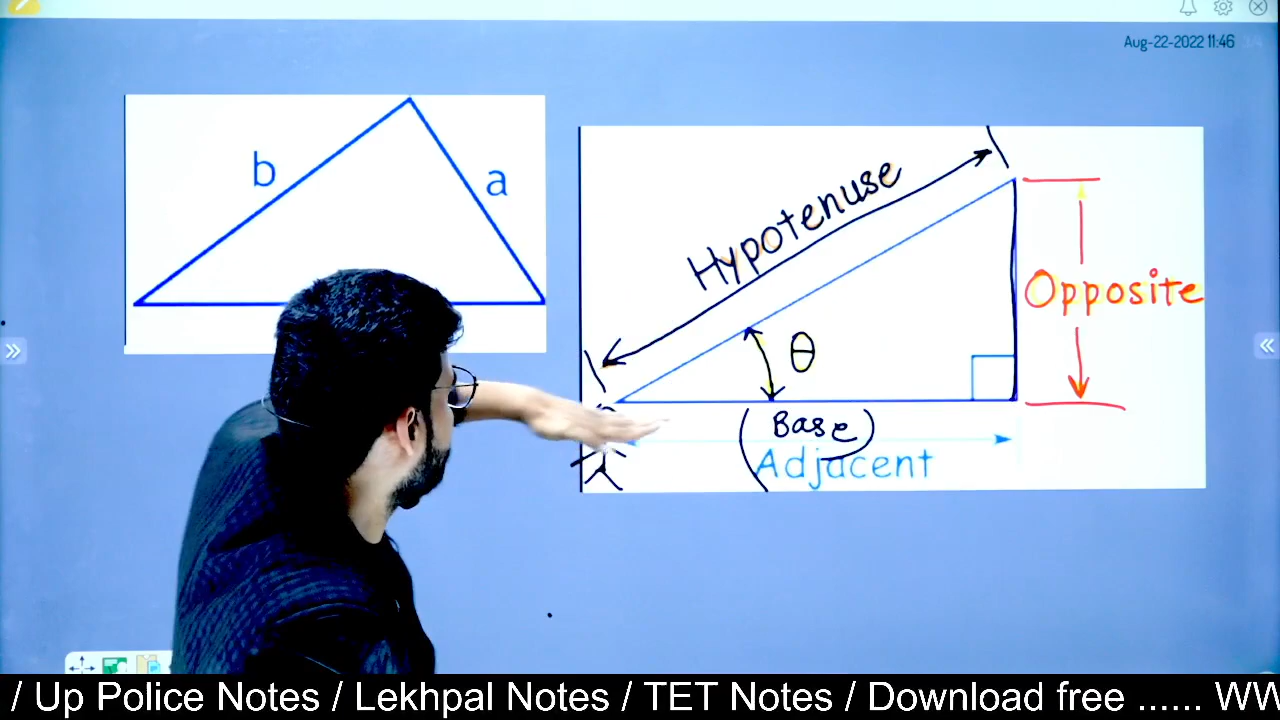 Aug-22-2022 11:46
b
a
Hypotenuse
Opposite
θ
(Base)
Adjacent
/ Up Police Notes / Lekhpal Notes / TET Notes / Download free ...... WW